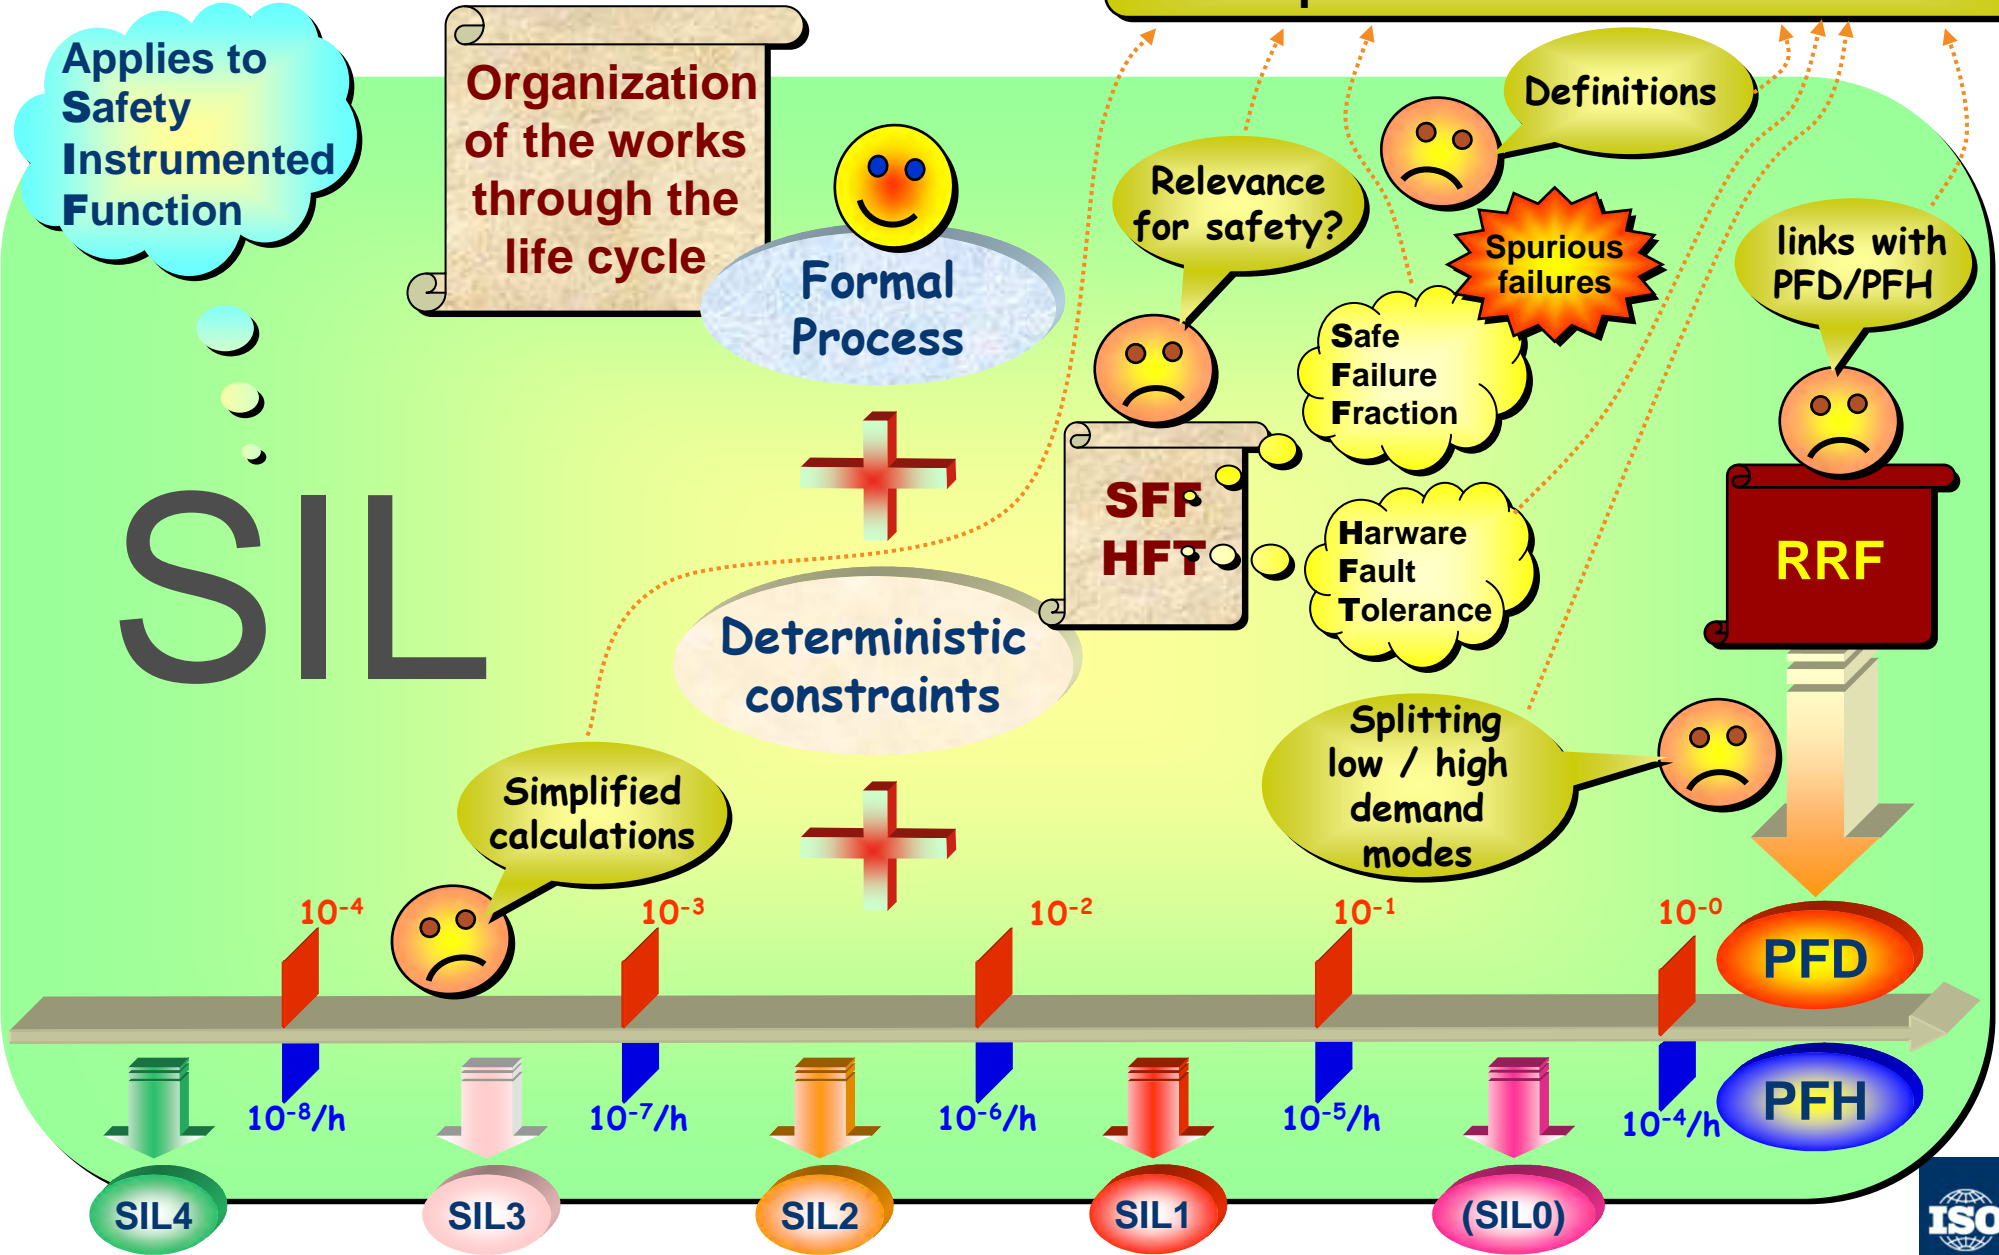 Applies to
Safety
Instrumented
Function
Organization
of the works
through the
life cycle
Formal
Process
Relevance
for safety?
Definitions
Spurious
failures
links with
PFD/PFH
Safe
Failure
Fraction
SFF
HFT
Harware
Fault
Tolerance
RRF
SIL
Deterministic
constraints
Splitting
low / high
demand
modes
Simplified
calculations
10-4
10-3
10-2
10-1
10-0
PFD
10-8/h
10-7/h
10-6/h
10-5/h
10-4/h
PFH
SIL4
SIL3
SIL2
SIL1
(SIL0)
ISO